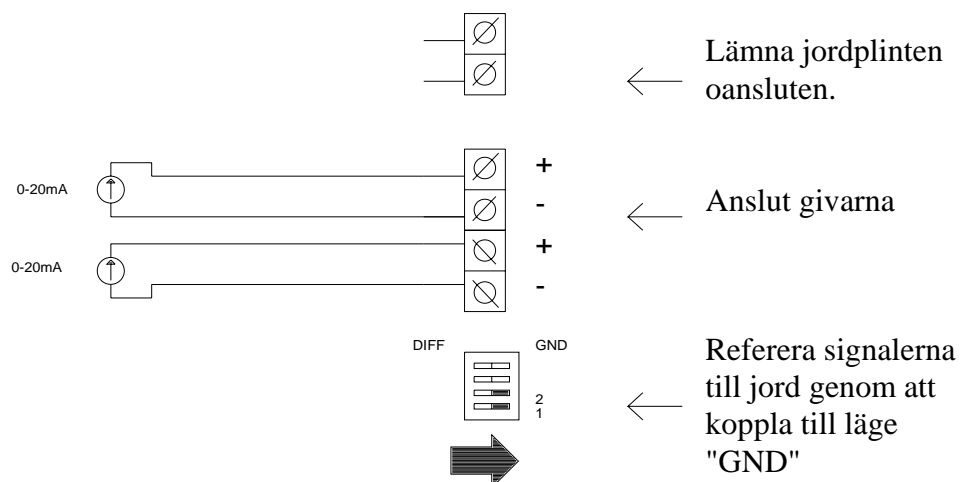 Lämna jordplinten
oansluten.
0-20mA
+
-
Anslut givarna
0-20mA
+
-
DIFF
GND
2
1
Referera signalerna
till jord genom att
koppla till läge
"GND"